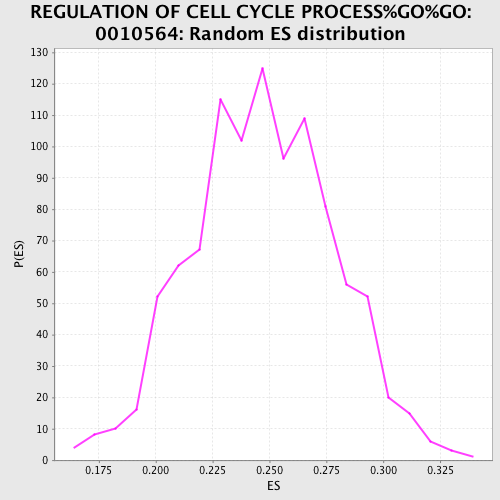 REGULATION OF CELL CYCLE PROCESS%GO%GO:
0010564: Random ES distribution
130
120
110
100
90
80
70
60
50
40
30
20
10
0
P(ES)
0.175 0.200 0.225 0.250 0.275 0.300 0.325
ES